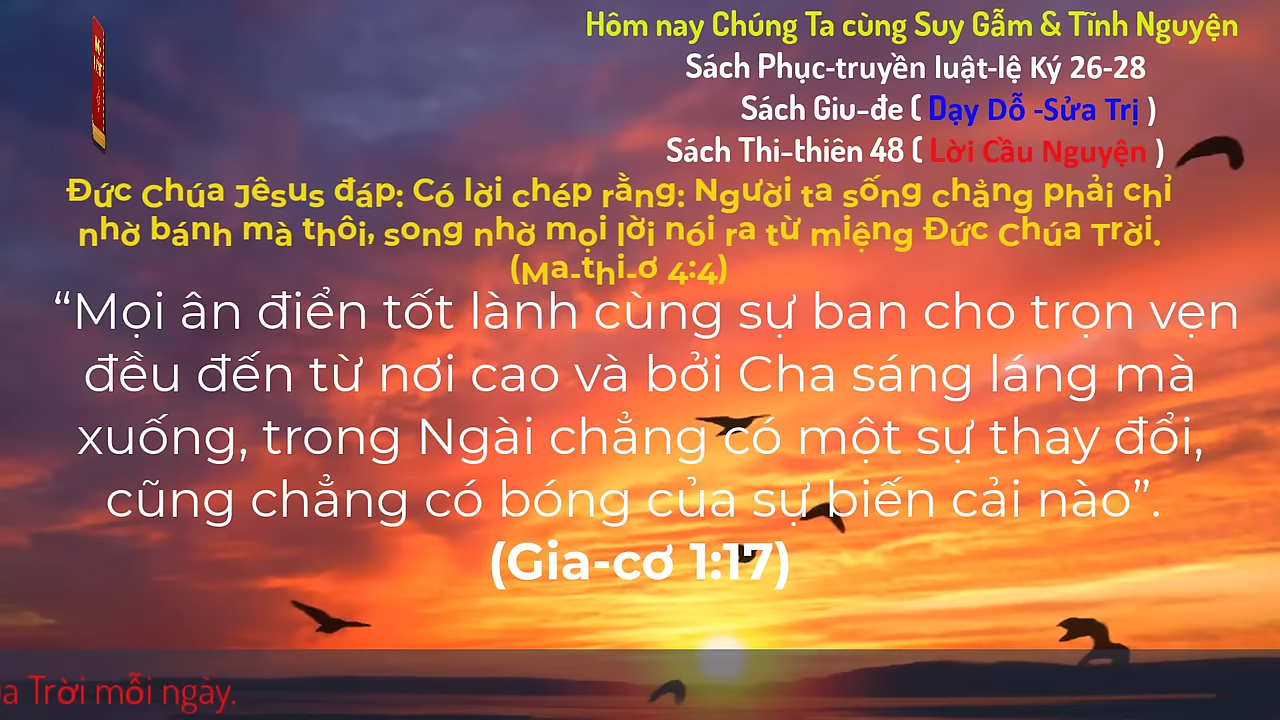 Hôm nay Chúng Ta cùng Suy Gẫm & Tĩnh Nguyện
Sách Phục-truyền luật-lệ Ký 26-28
Sách Giu-đe ( Dạy Dỗ -Sửa Trị )
Sách Thi-thiên 48 ( Lời Cầu Nguyện )
Đức Chúa Jêsus đáp: Có lời chép rằng: Người ta sống chẳng phải chỉ
nhờ bánh mà thôi, song nhờ mọi lời nói ra từ miệng Đức Chúa Trời.
(Ma-thi-ơ 4:4)
“Mọi ân điển tốt lành cùng sự ban cho trọn vẹn
đều đến từ nơi cao và bởi Cha sáng láng mà
xuống, trong Ngài chẳng có một sự thay đổi,
cũng chẳng có bóng của sự biến cải nào”.
(Gia-cơ 1:17)
Trời mỗi ngày.